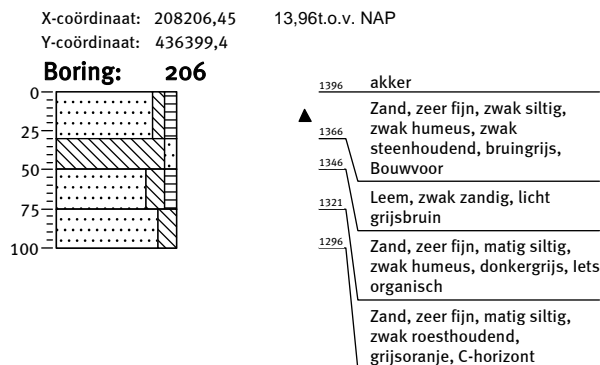 X-coördinaat: 208206,45 13,96t.o.v. NAP
Y-coördinaat: 436399,4
Boring: 206
0
25
50
75
100
1396 akker
Zand, zeer fijn, zwak siltig,
zwak humeus, zwak
steenhoudend, bruingrijs,
Bouwvoor
1366
1346
Leem, zwak zandig, licht
grijsbruin
1321
Zand, zeer fijn, matig siltig,
zwak humeus, donkergrijs, Iets
organisch
1296
Zand, zeer fijn, matig siltig,
zwak roesthoudend,
grijsoranje, C-horizont